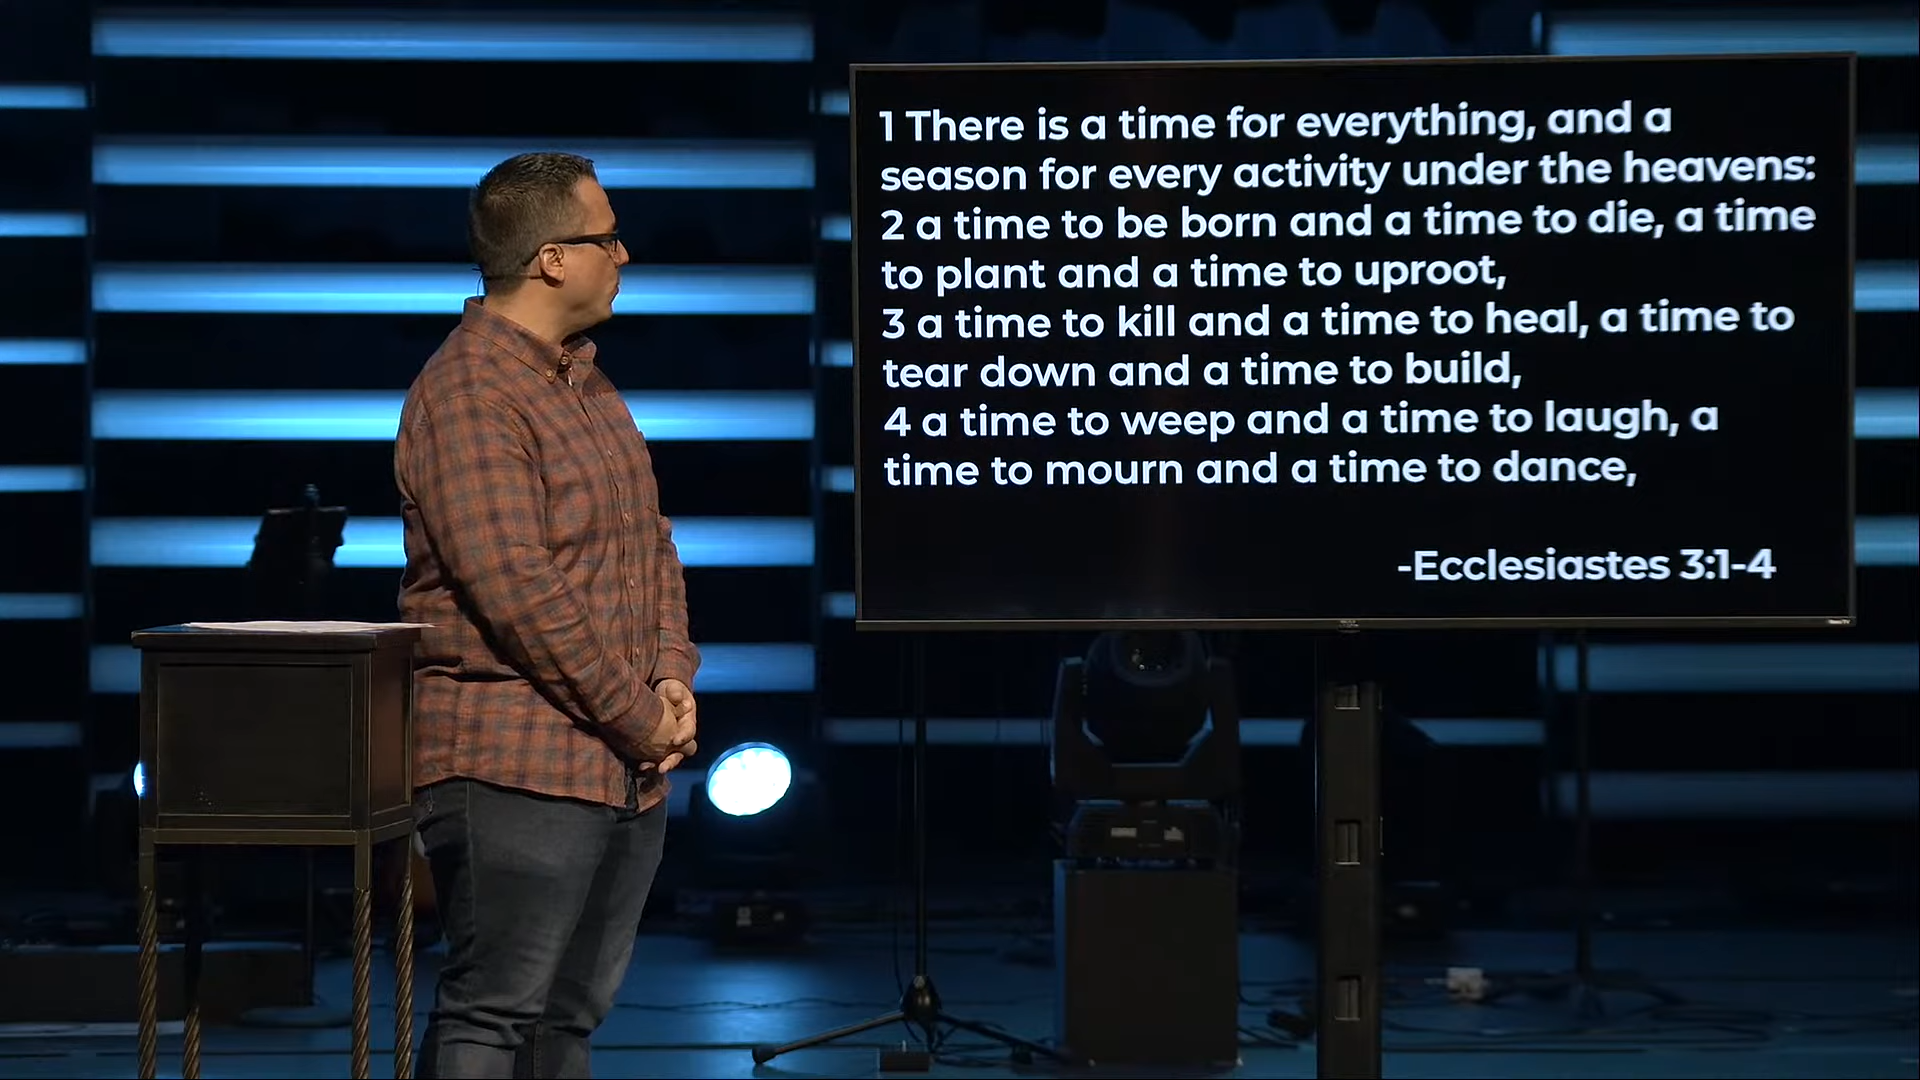 1 There is a time for everything, and a
season for every activity under the heavens:
2 a time to be born and a time to die, a time
to plant and a time to uproot,
3 a time to kill and a time to heal, a time to
tear down and a time to build,
4 a time to weep and a time to laugh, a
time to mourn and a time to dance,
-Ecclesiastes 3:1-4